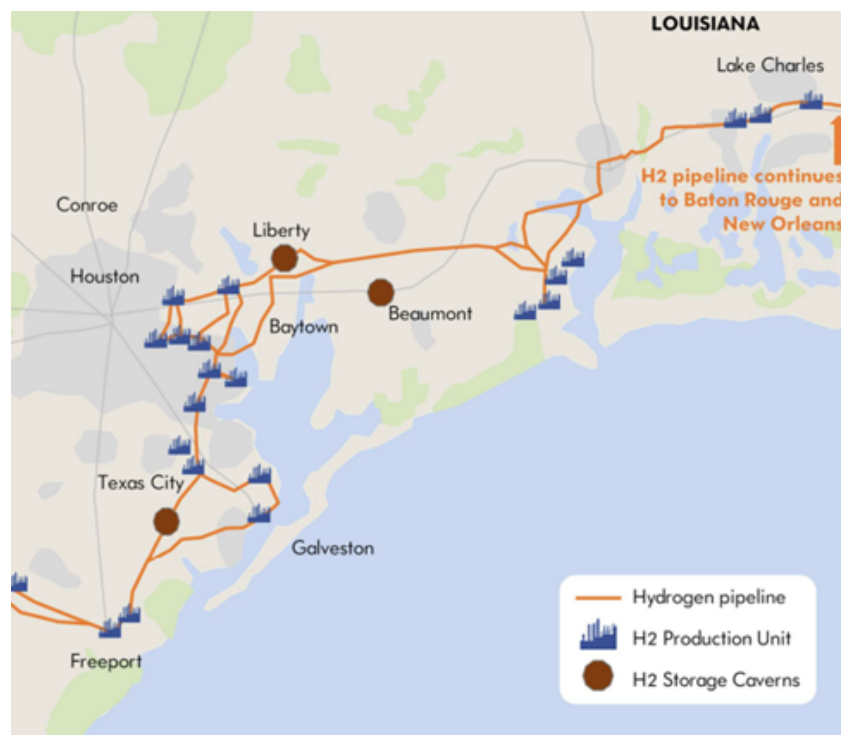 LOUISIANA
Lake Charles
H2 pipeline continues
to Baton Rouge and
New Orleans
Conroe
Liberty
Houston
Baytown
Beaumont
Texas City
Galveston
Freeport
Hydrogen pipeline
H2 Production Unit
H2 Storage Caverns